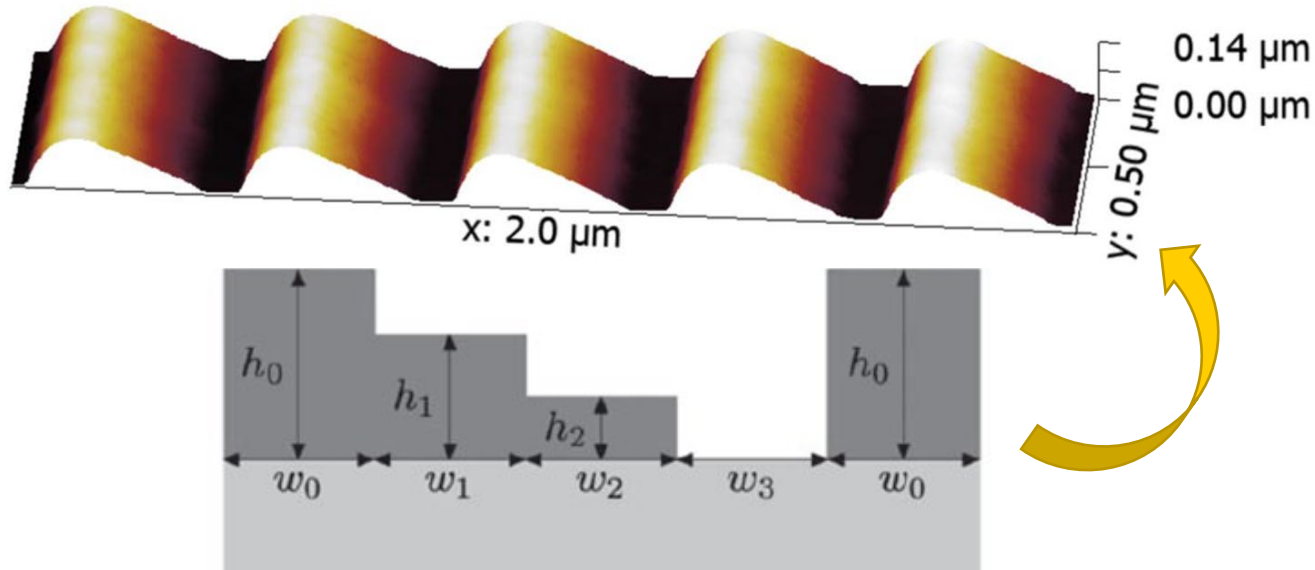 0.14 µm
0.00 µm
y: 0.50 µm
x: 2.0 µm
h₀
h₁
h₂
h₀
w₀ w₁ w₂ w₃ w₀